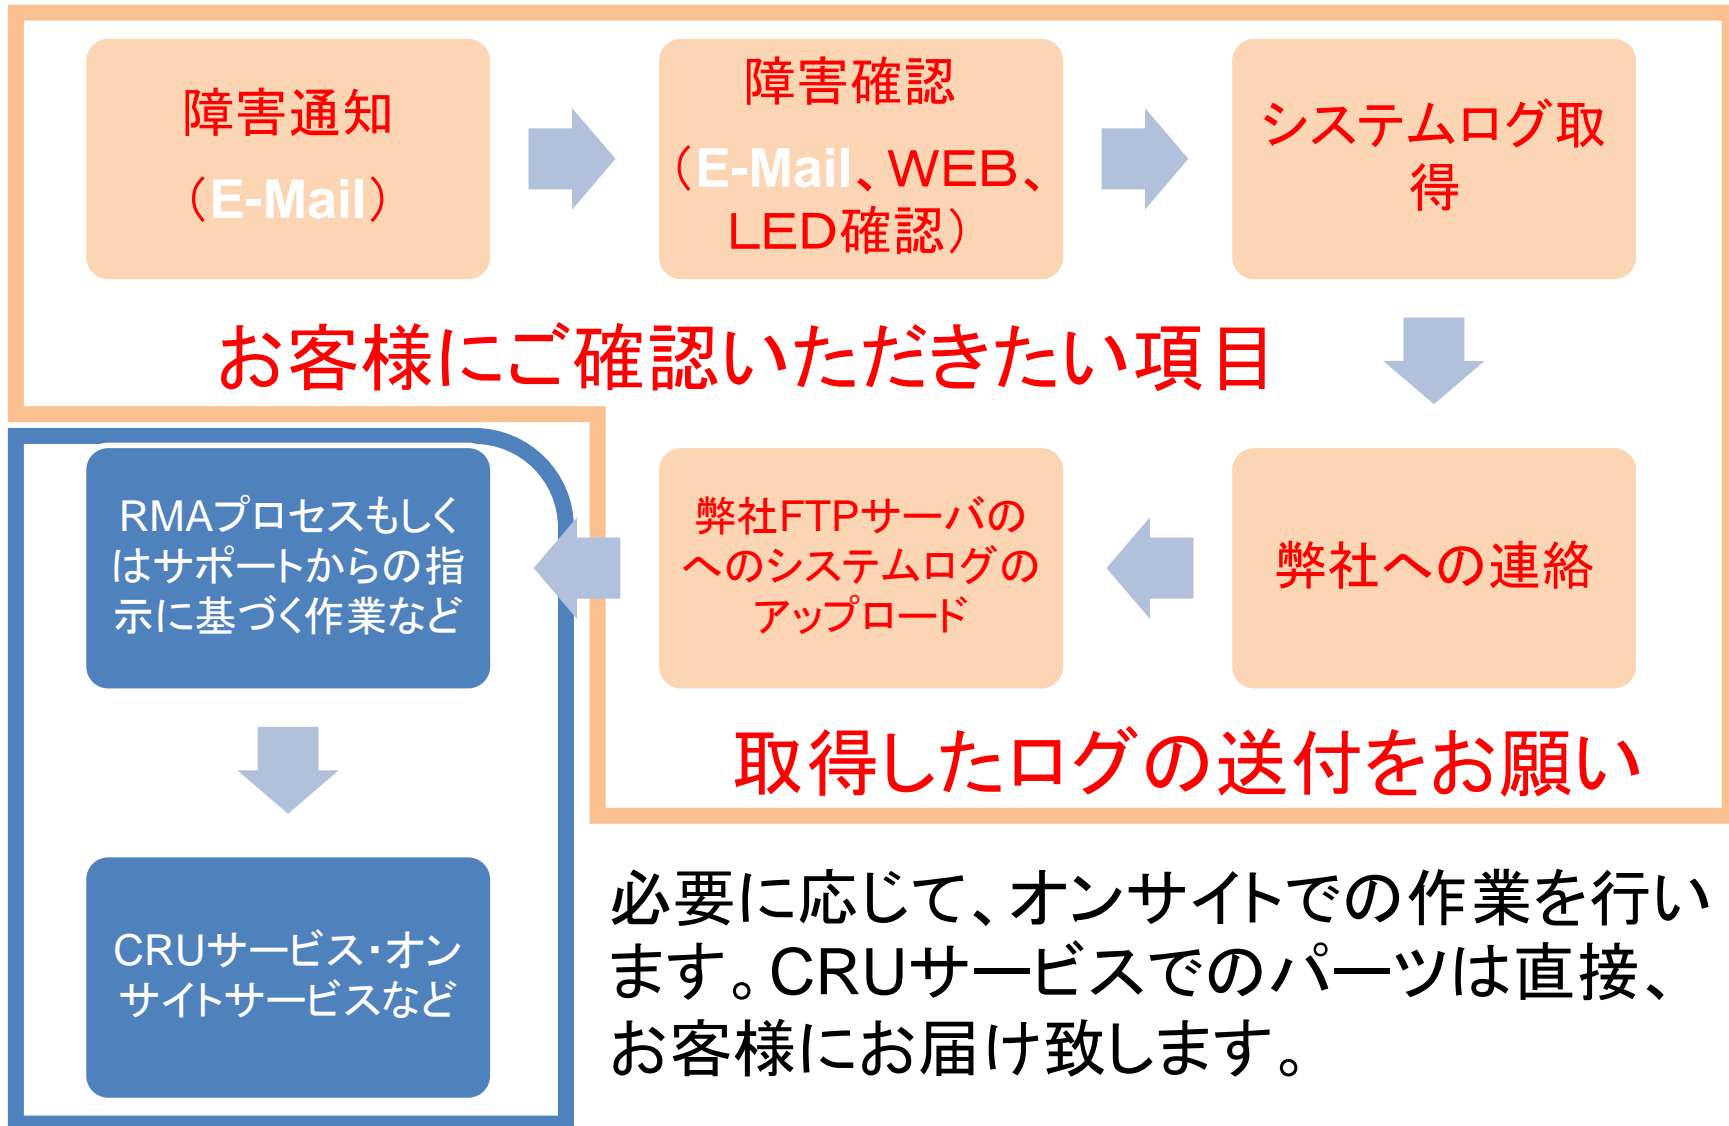 障害通知
（E-Mail）
障害確認
（E-Mail、WEB、
LED確認）
システムログ取
得
お客様にご確認いただきたい項目
弊社への連絡
弊社FTPサーバの
へのシステムログの
アップロード
取得したログの送付をお願い
RMAプロセスもしく
はサポートからの指
示に基づく作業など
CRUサービス・オン
サイトサービスなど
必要に応じて、オンサイトでの作業を行い
ます。CRUサービスでのパーツは直接、
お客様にお届け致します。